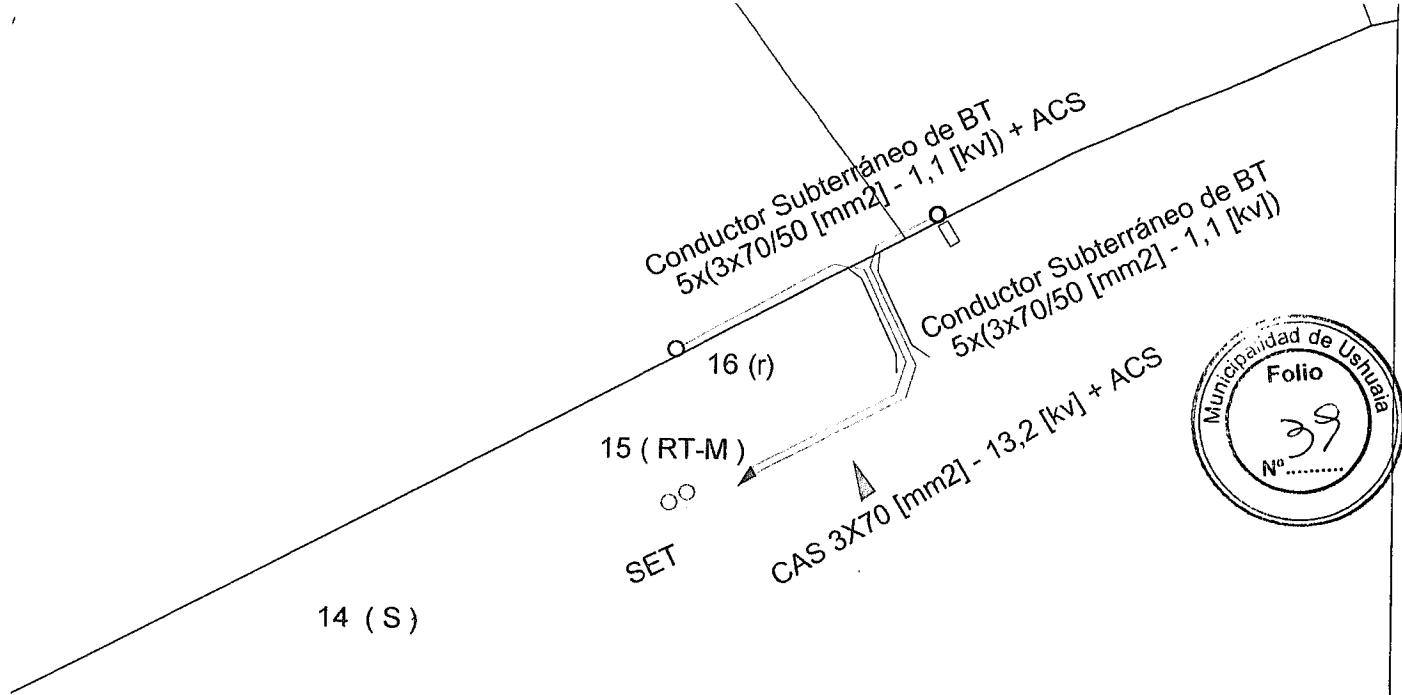 Conductor Subterráneo de BT
5x(3x70/50 [mm2] - 1,1 [kv]) + ACS
Conductor Subterráneo de BT
5x(3x70/50 [mm2] - 1,1 [kv])
16 (r)
15 ( RT-M )
CAS 3X70 [mm2] - 13,2 [kv] + ACS
SET
14 ( S )
Municipalidad de Ushuaia
Folio
39
Nº..........